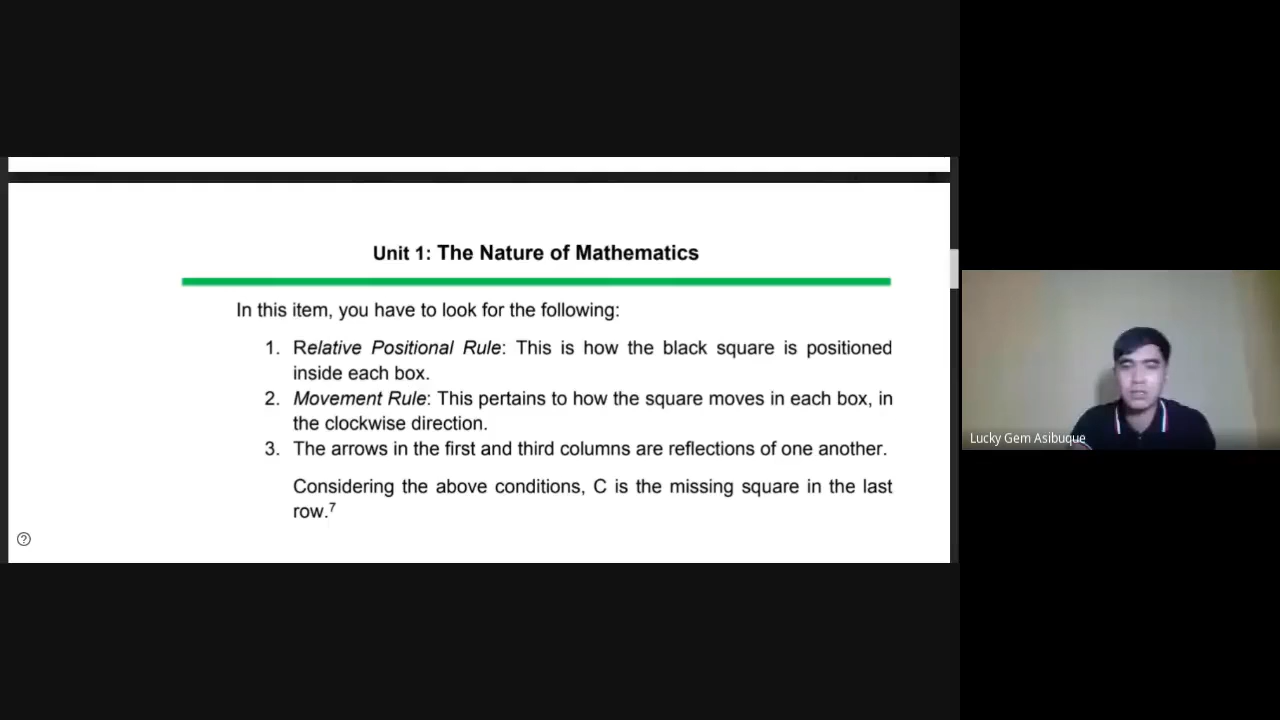 Unit 1: The Nature of Mathematics
In this item, you have to look for the following:
1. Relative Positional Rule: This is how the black square is positioned
inside each box.
2. Movement Rule: This pertains to how the square moves in each box, in
the clockwise direction.
3. The arrows in the first and third columns are reflections of one another.
Considering the above conditions, C is the missing square in the last
row.⁷
?
Lucky Gem Asibuque